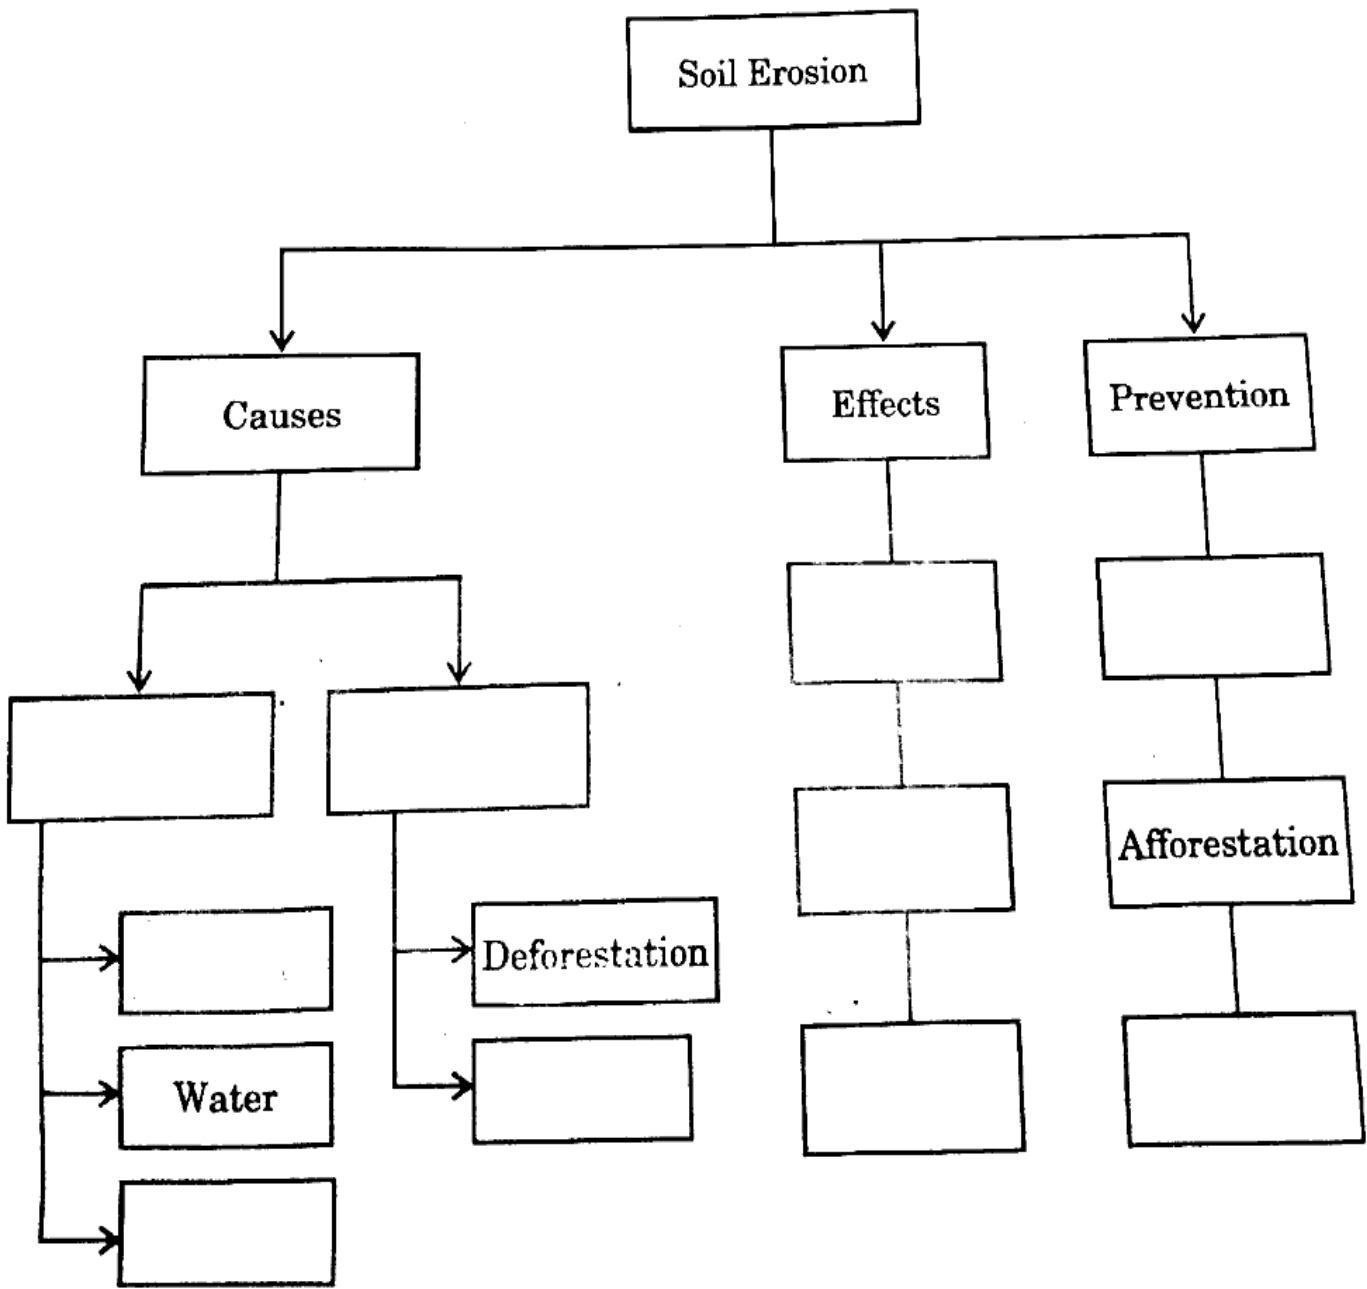 Soil Erosion
Causes
Effects
Prevention
Afforestation
Deforestation
Water